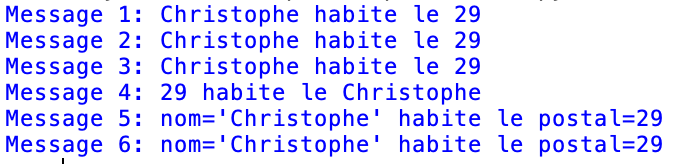 Message 1: Christophe habite le 29
Message 2: Christophe habite le 29
Message 3: Christophe habite le 29
Message 4: 29 habite le Christophe
Message 5: nom='Christophe' habite le postal=29
Message 6: nom='Christophe' habite le postal=29